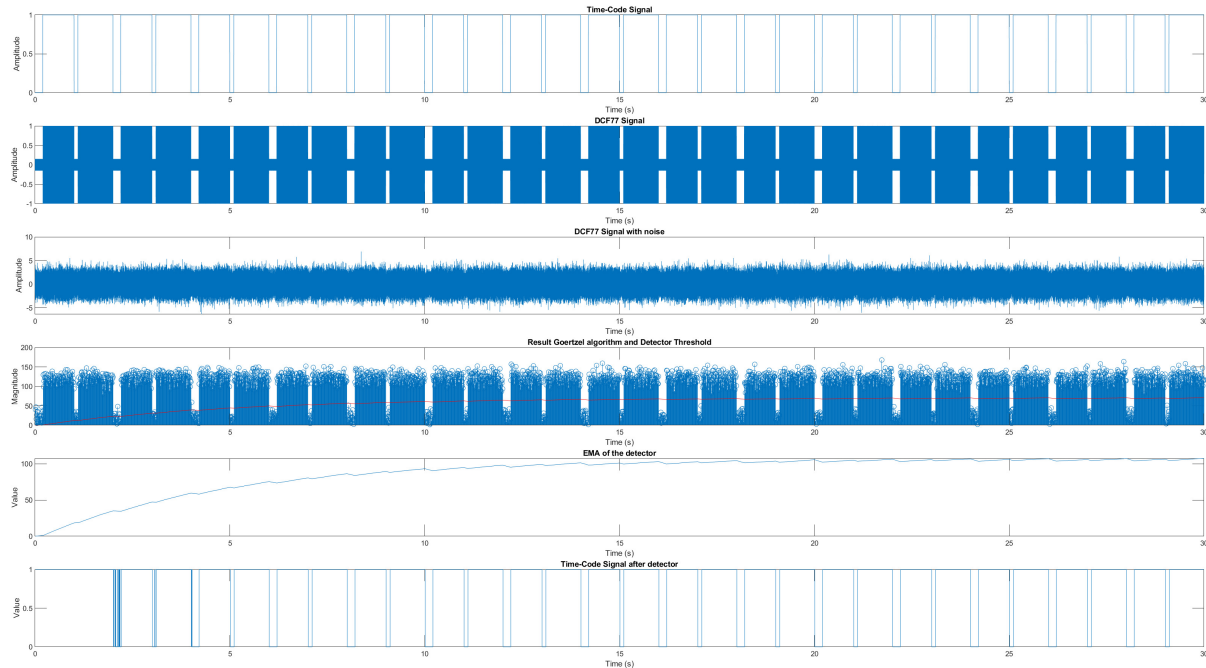 Time-Code Signal
Amplitude
1
0.5
0
0 5 10 15 20 25 30
Time (s)
DCF77 Signal
Amplitude
1
0.5
0
-0.5
-1
0 5 10 15 20 25 30
Time (s)
DCF77 Signal with noise
Amplitude
10
5
0
-5
0 5 10 15 20 25 30
Time (s)
Result Goertzel algorithm and Detector Threshold
Magnitude
200
150
100
50
0
0 5 10 15 20 25 30
Time (s)
EMA of the detector
Value
100
50
0
0 5 10 15 20 25 30
Time (s)
Time-Code Signal after detector
Value
1
0.5
0
0 5 10 15 20 25 30
Time (s)